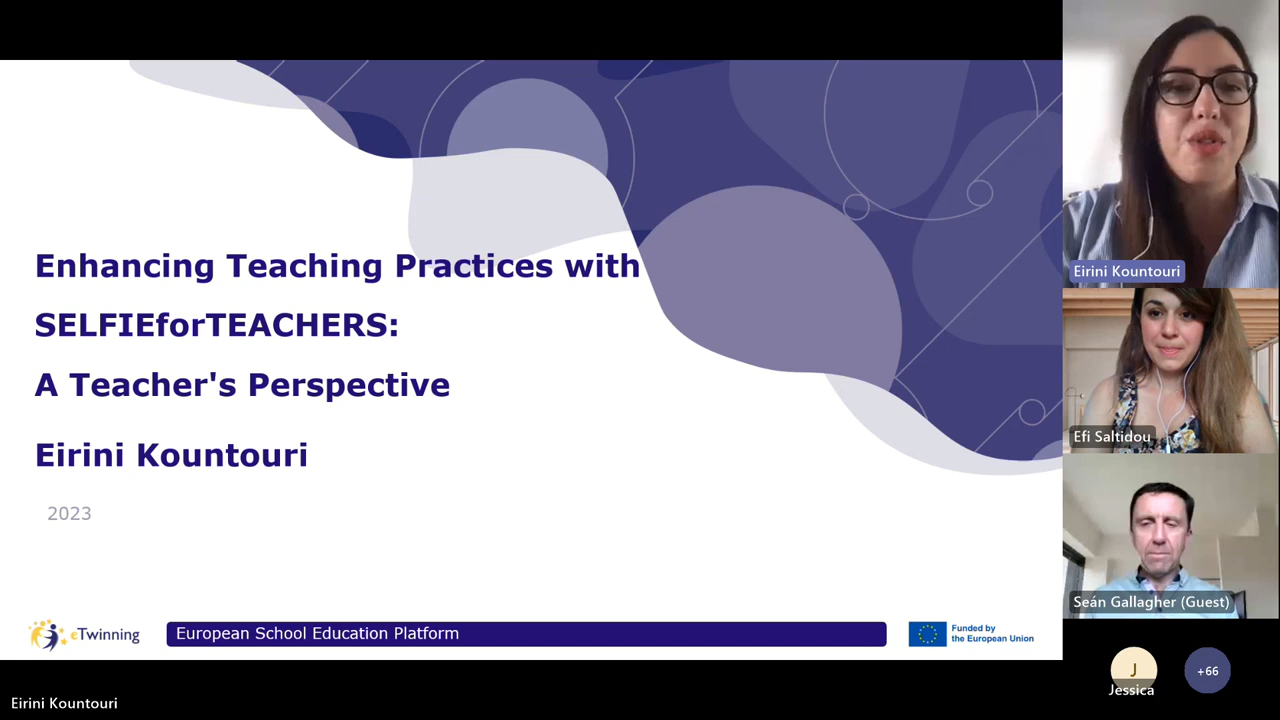 Enhancing Teaching Practices with
SELFIEforTEACHERS:
A Teacher's Perspective
Eirini Kountouri
2023
eTwinning
European School Education Platform
Funded by
the European Union
Eirini Kountouri
Efi Saltidou
Seán Gallagher (Guest)
J
Jessica
+66
Eirini Kountouri